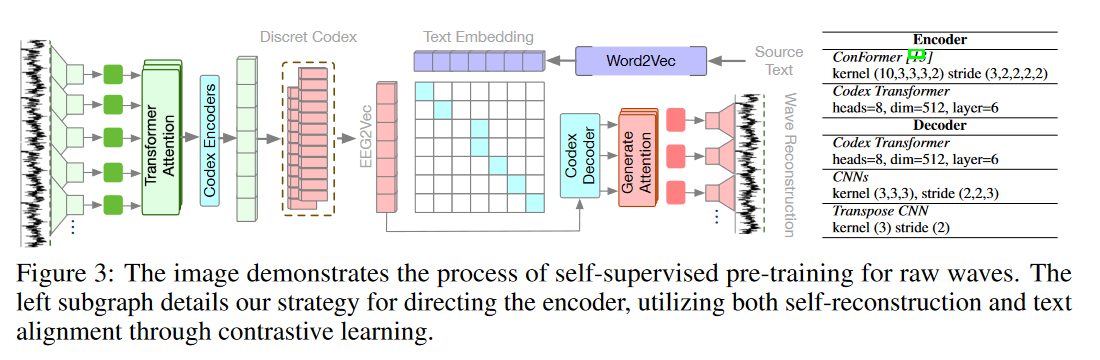 Discret Codex
Text Embedding
Word2Vec
Source
Text
Transformer
Attention
Codex Encoders
EEG2Vec
Codex
Decoder
Generate
Attention
Wave Reconstruction
Encoder
ConFormer
kernel (10,3,3,3,2) stride (3,2,2,2,2)
Codex Transformer
heads=8, dim=512, layer=6
Decoder
Codex Transformer
heads=8, dim=512, layer=6
CNNs
kernel (3,3,3), stride (2,2,3)
Transpose CNN
kernel (3) stride (2)
Figure 3: The image demonstrates the process of self-supervised pre-training for raw waves. The
left subgraph details our strategy for directing the encoder, utilizing both self-reconstruction and text
alignment through contrastive learning.